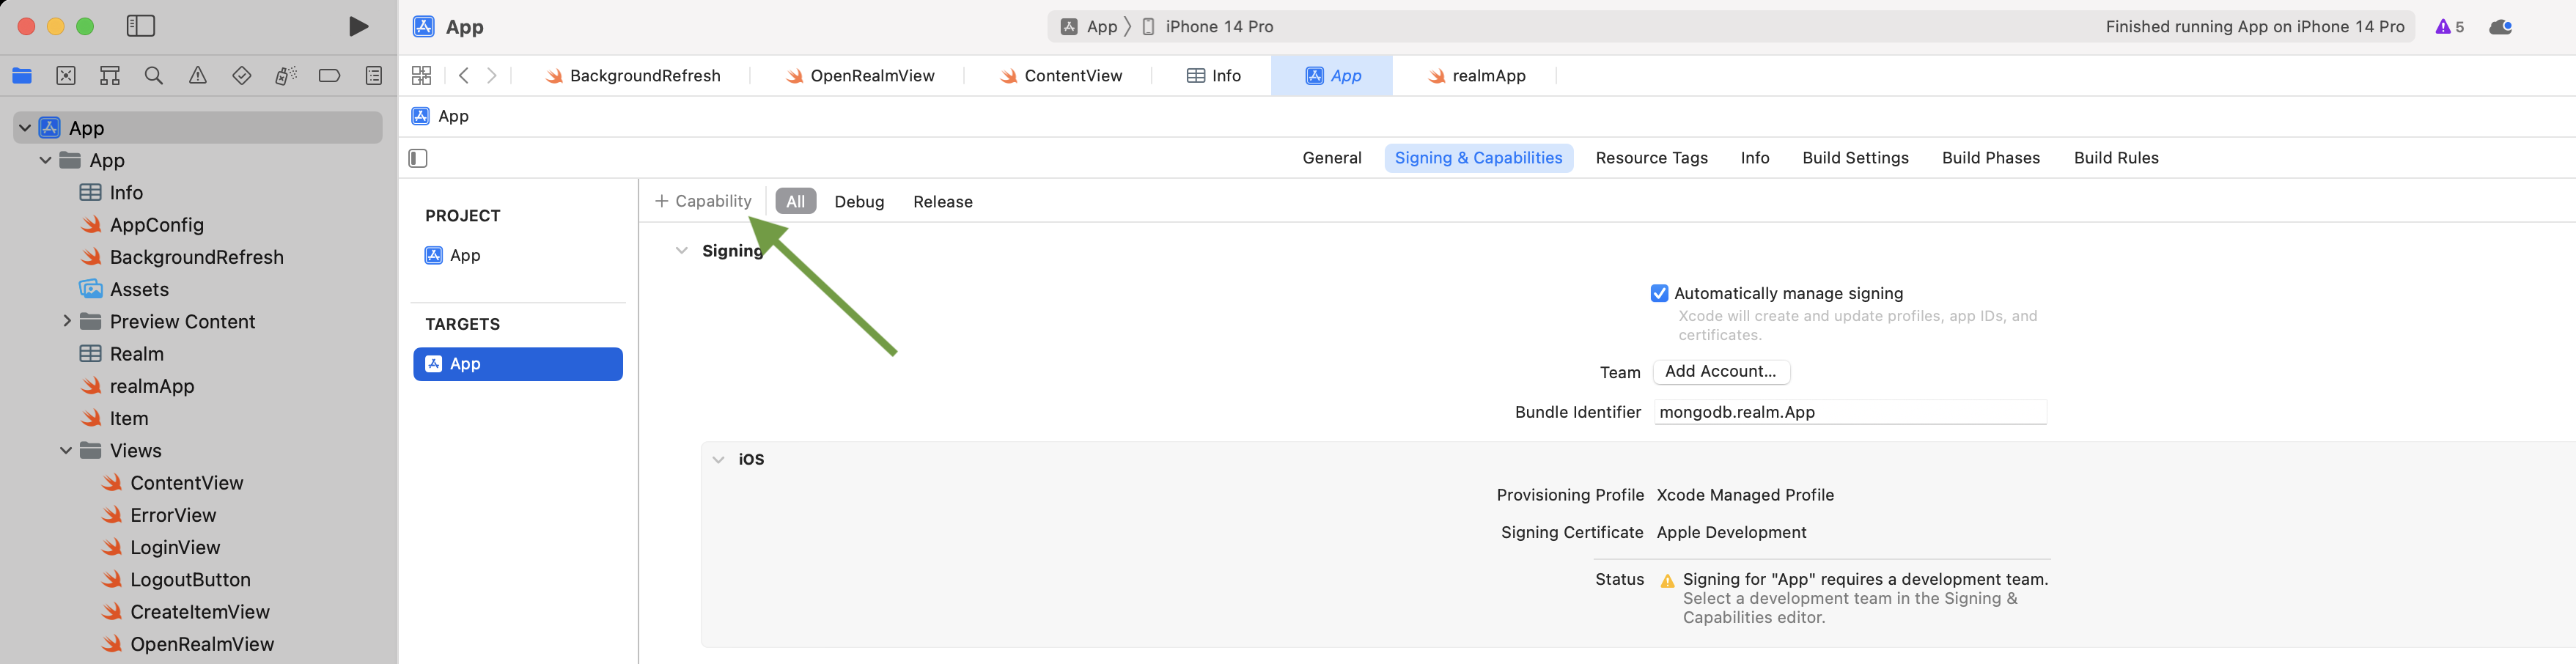 App
App
iPhone 14 Pro
Finished running App on iPhone 14 Pro
5
BackgroundRefresh
OpenRealmView
ContentView
Info
App
realmApp
App
General
Signing & Capabilities
Resource Tags
Info
Build Settings
Build Phases
Build Rules
App
App
Info
AppConfig
BackgroundRefresh
Assets
Preview Content
Realm
realmApp
Item
Views
ContentView
ErrorView
LoginView
LogoutButton
CreateItemView
OpenRealmView
PROJECT
App
TARGETS
App
+ Capability
All
Debug
Release
Signing
Automatically manage signing
Xcode will create and update profiles, app IDs, and
certificates.
Team
Add Account...
Bundle Identifier
mongodb.realm.App
iOS
Provisioning Profile
Xcode Managed Profile
Signing Certificate
Apple Development
Status
Signing for "App" requires a development team.
Select a development team in the Signing &
Capabilities editor.